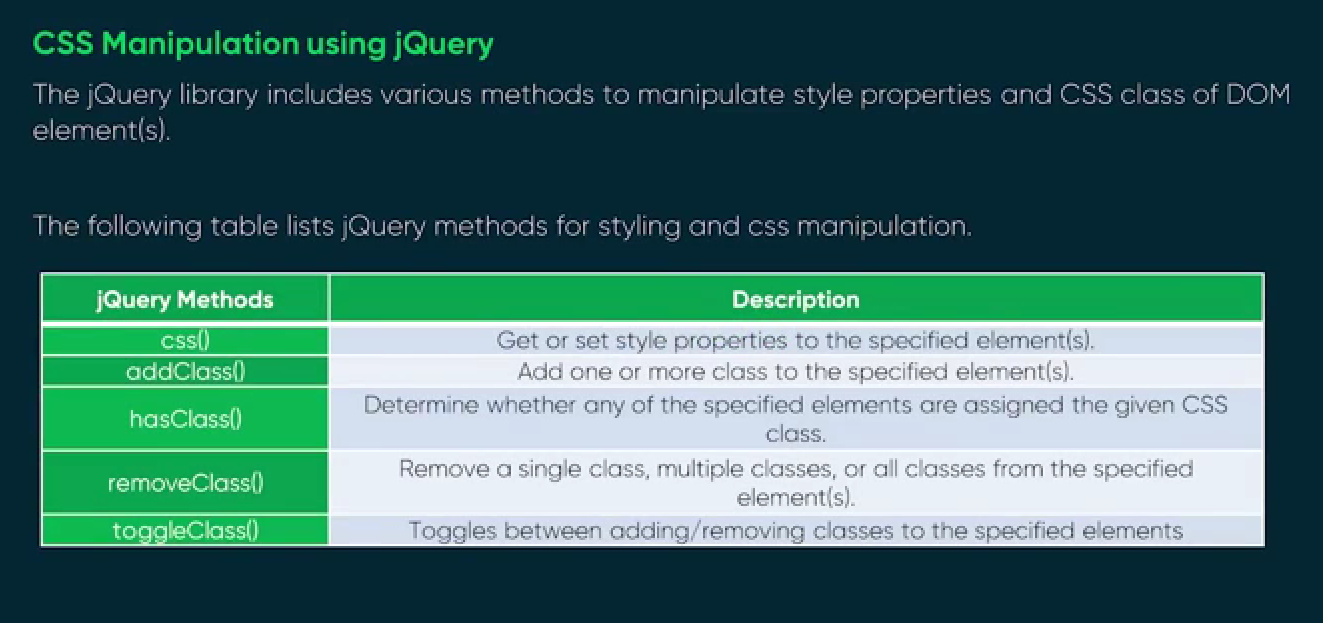 CSS Manipulation using jQuery
The jQuery library includes various methods to manipulate style properties and CSS class of DOM
element(s).
The following table lists jQuery methods for styling and css manipulation.
jQuery Methods Description
css() Get or set style properties to the specified element(s).
addClass() Add one or more class to the specified element(s).
hasClass() Determine whether any of the specified elements are assigned the given CSS
class.
removeClass() Remove a single class, multiple classes, or all classes from the specified
element(s).
toggleClass() Toggles between adding/removing classes to the specified elements